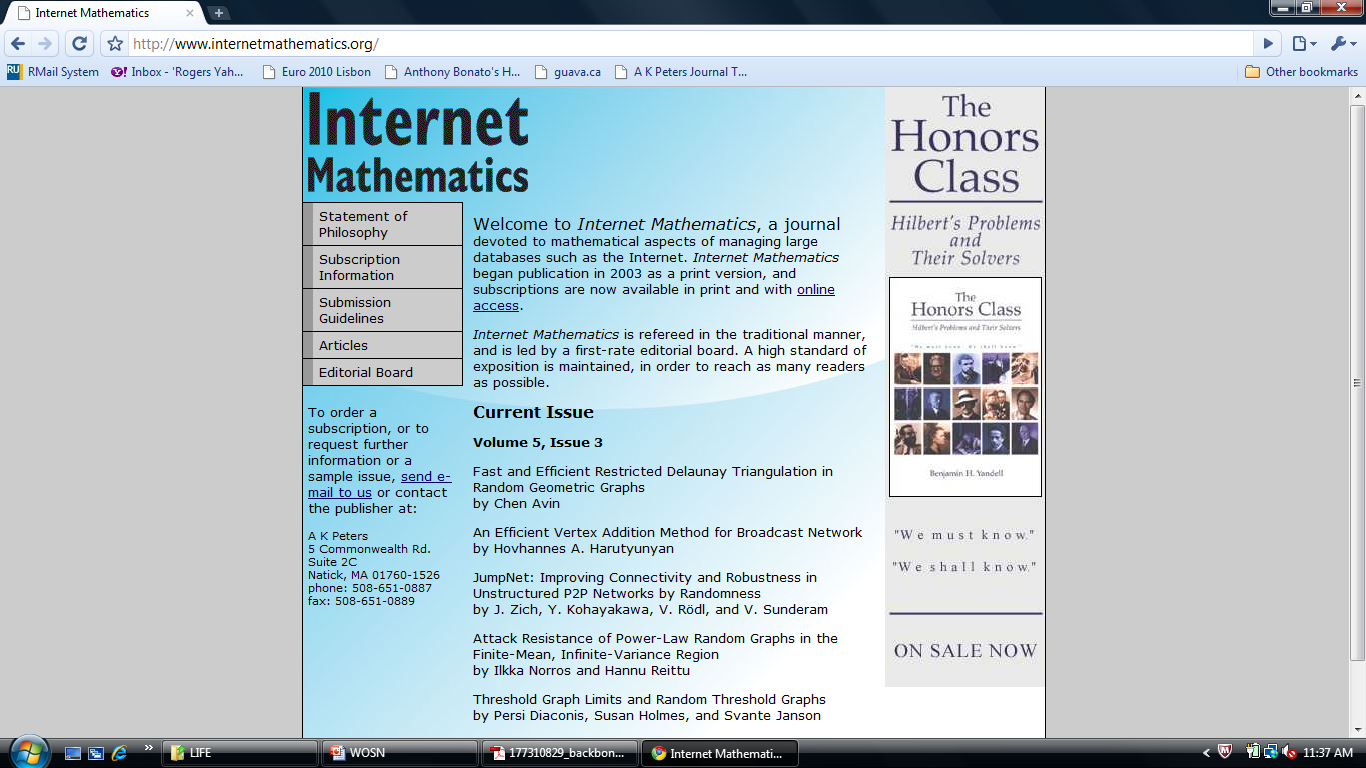 Internet Mathematics
http://www.internetmathematics.org/
RMail System
Inbox - 'Rogers Yah...
Euro 2010 Lisbon
Anthony Bonato's H...
guava.ca
A K Peters Journal T...
Other bookmarks
Internet
Mathematics
Statement of
Philosophy
Subscription
Information
Submission
Guidelines
Articles
Editorial Board
To order a
subscription, or to
request further
information or a
sample issue, send e-
mail to us or contact
the publisher at:
A K Peters
5 Commonwealth Rd.
Suite 2C
Natick, MA 01760-1526
phone: 508-651-0887
fax: 508-651-0889
Welcome to Internet Mathematics, a journal
devoted to mathematical aspects of managing large
databases such as the Internet. Internet Mathematics
began publication in 2003 as a print version, and
subscriptions are now available in print and with online
access.
Internet Mathematics is refereed in the traditional manner,
and is led by a first-rate editorial board. A high standard of
exposition is maintained, in order to reach as many readers
as possible.
Current Issue
Volume 5, Issue 3
Fast and Efficient Restricted Delaunay Triangulation in
Random Geometric Graphs
by Chen Avin
An Efficient Vertex Addition Method for Broadcast Network
by Hovhannes A. Harutyunyan
JumpNet: Improving Connectivity and Robustness in
Unstructured P2P Networks by Randomness
by J. Zich, Y. Kohayakawa, V. Rödl, and V. Sunderam
Attack Resistance of Power-Law Random Graphs in the
Finite-Mean, Infinite-Variance Region
by Ilkka Norros and Hannu Reittu
Threshold Graph Limits and Random Threshold Graphs
by Persi Diaconis, Susan Holmes, and Svante Janson
The
Honors
Class
Hilbert's Problems
and
Their Solvers
The
Honors Class
Hilbert's Problems and Their Solvers
"We must know. We shall know."
Benjamin H. Yandell
"We must know."
"We shall know."
ON SALE NOW
LIFE
WOSN
177310829_backbon...
Internet Mathemati...
11:37 AM